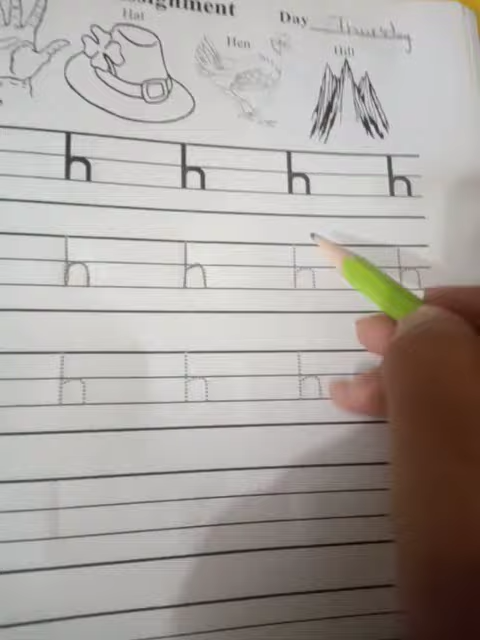 Assignment Day Thursday
Hat
Hen
Hill
h h h h
h h h h
h h h